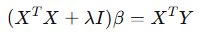 (X^T X + λI)β = X^T Y